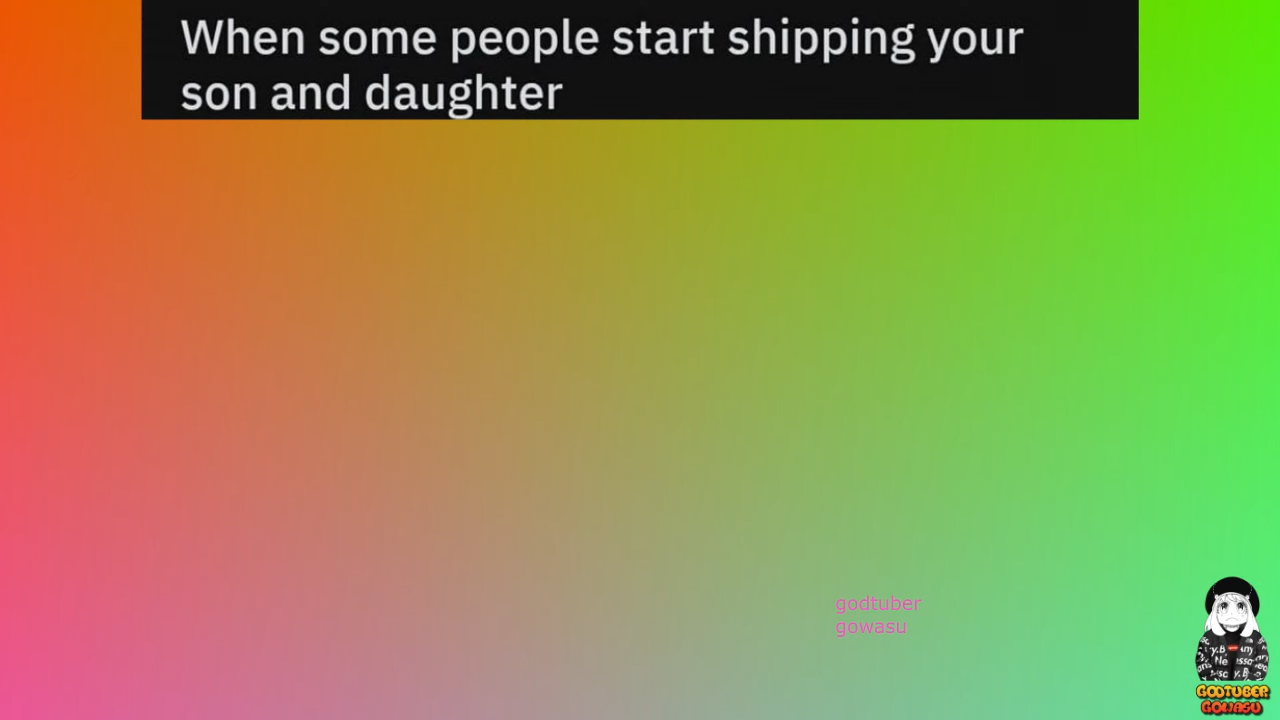 When some people start shipping your
son and daughter
godtuber
gowasu
GODTUBER
GOWASU